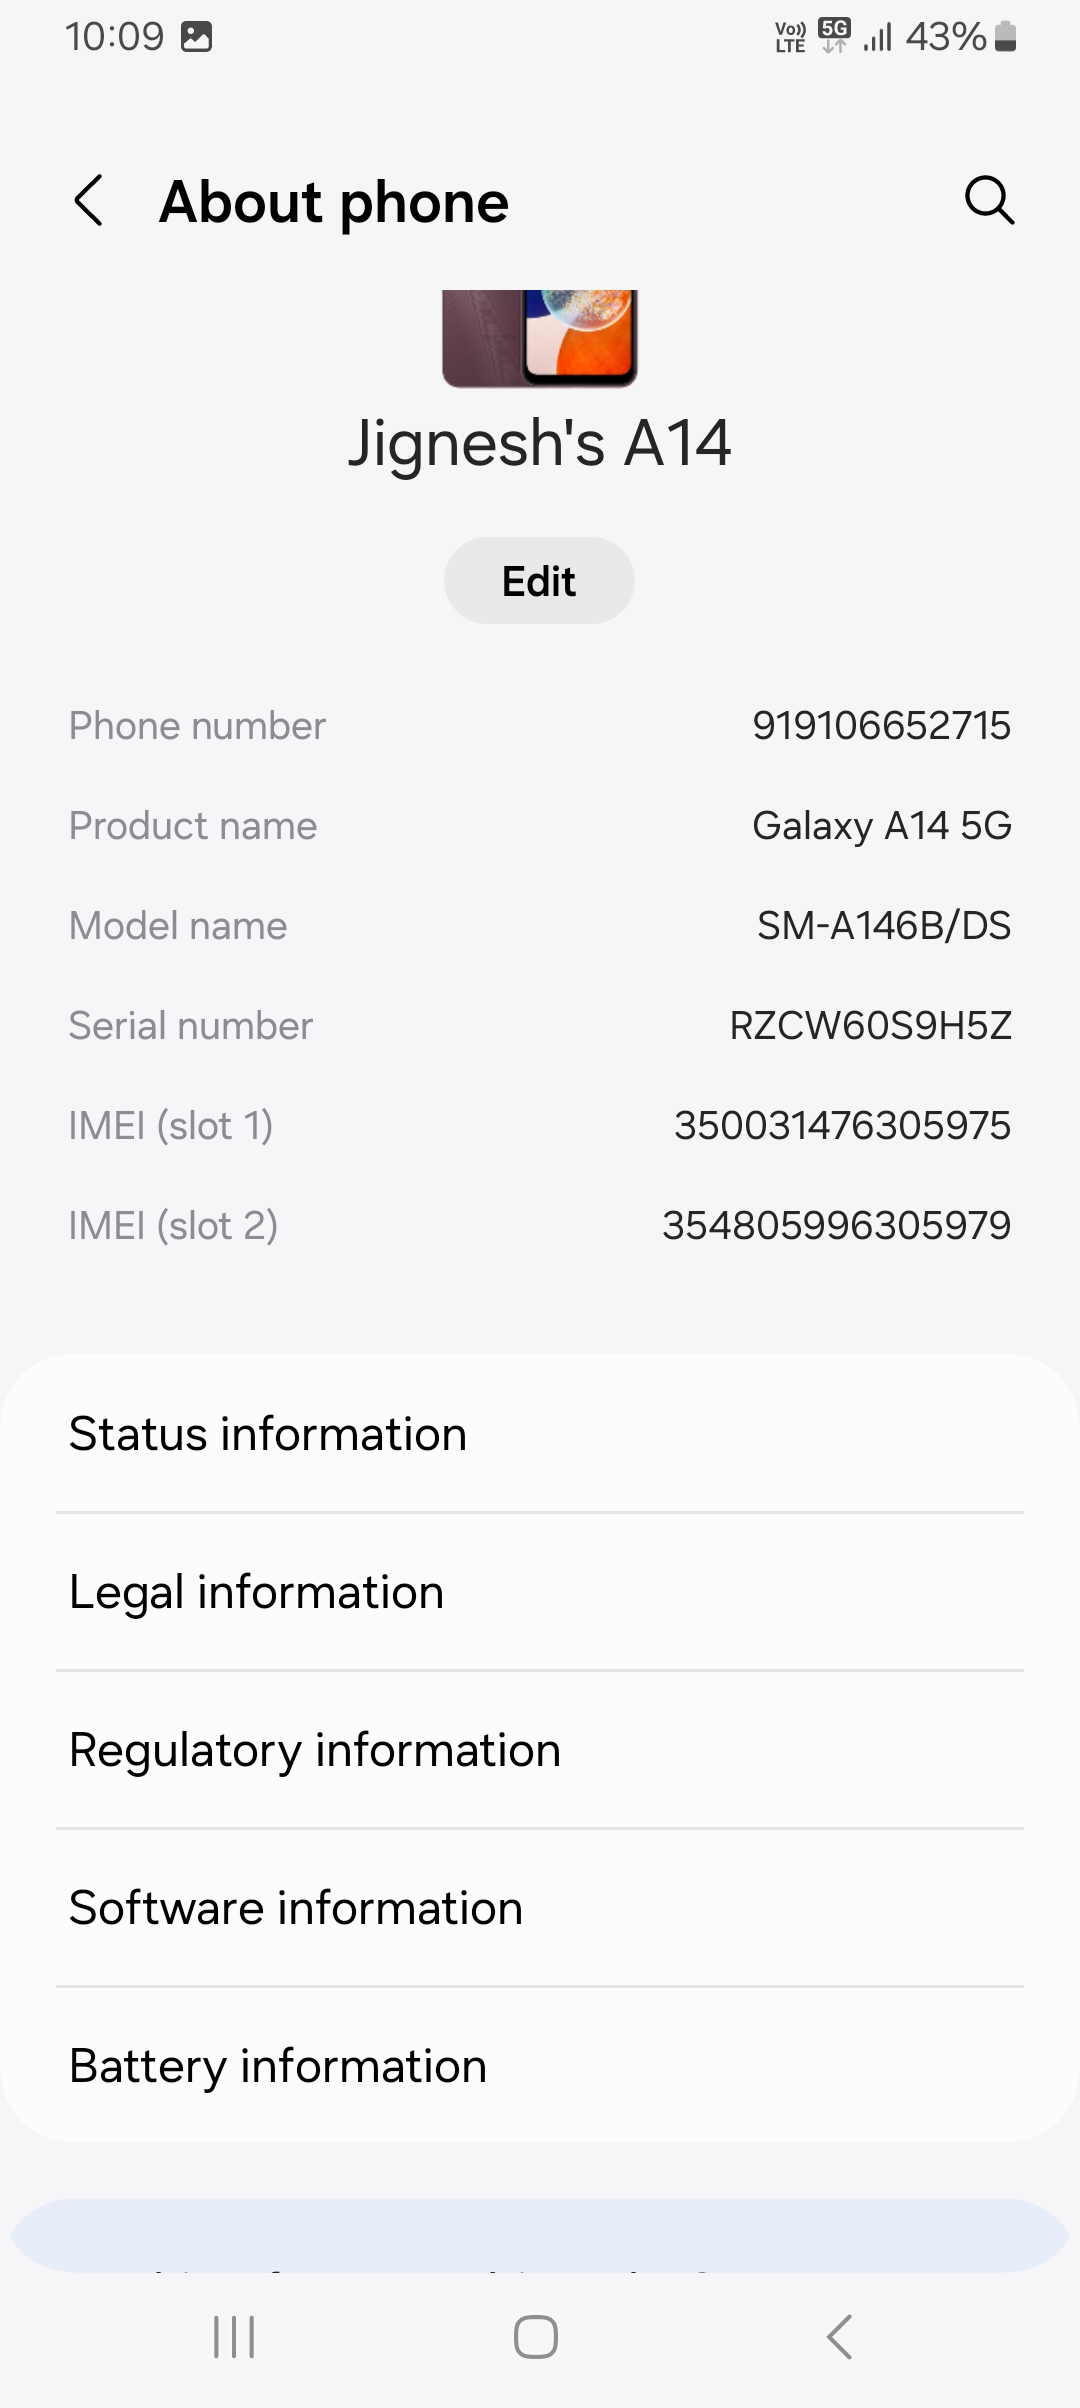 10:09 Vo)) LTE 5G 43%
About phone
Jignesh's A14
Edit
Phone number 919106652715
Product name Galaxy A14 5G
Model name SM-A146B/DS
Serial number RZCW60S9H5Z
IMEI (slot 1) 350031476305975
IMEI (slot 2) 354805996305979
Status information
Legal information
Regulatory information
Software information
Battery information